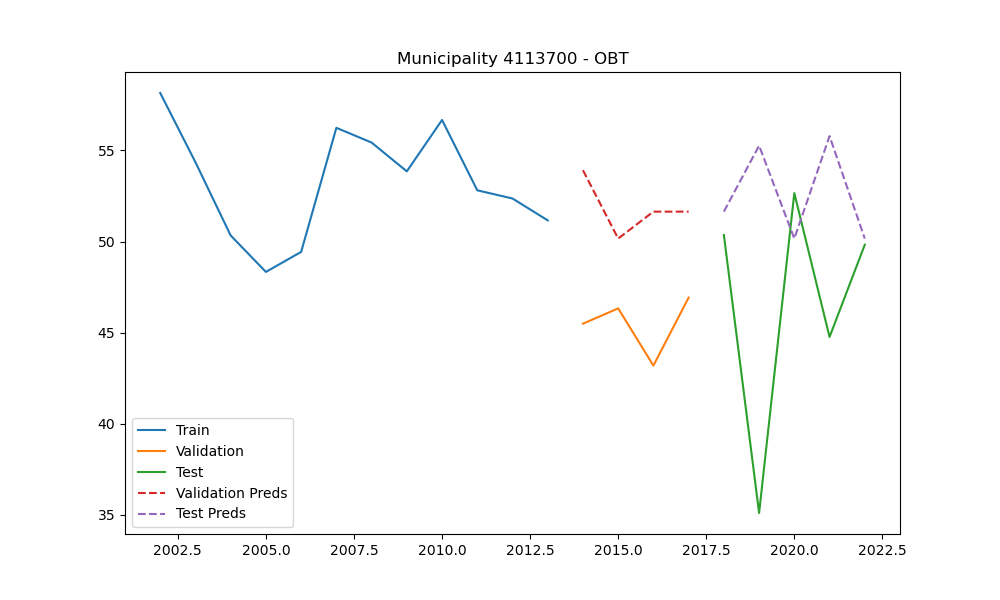 Municipality 4113700 - OBT
55
50
45
40
35
Train
Validation
Test
Validation Preds
Test Preds
2002.5 2005.0 2007.5 2010.0 2012.5 2015.0 2017.5 2020.0 2022.5